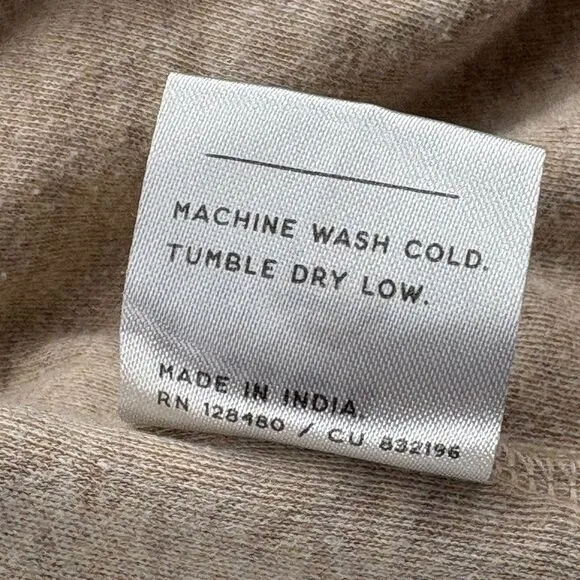 MACHINE WASH COLD.
TUMBLE DRY LOW.
MADE IN INDIA.
RN 128480 / CU 832196